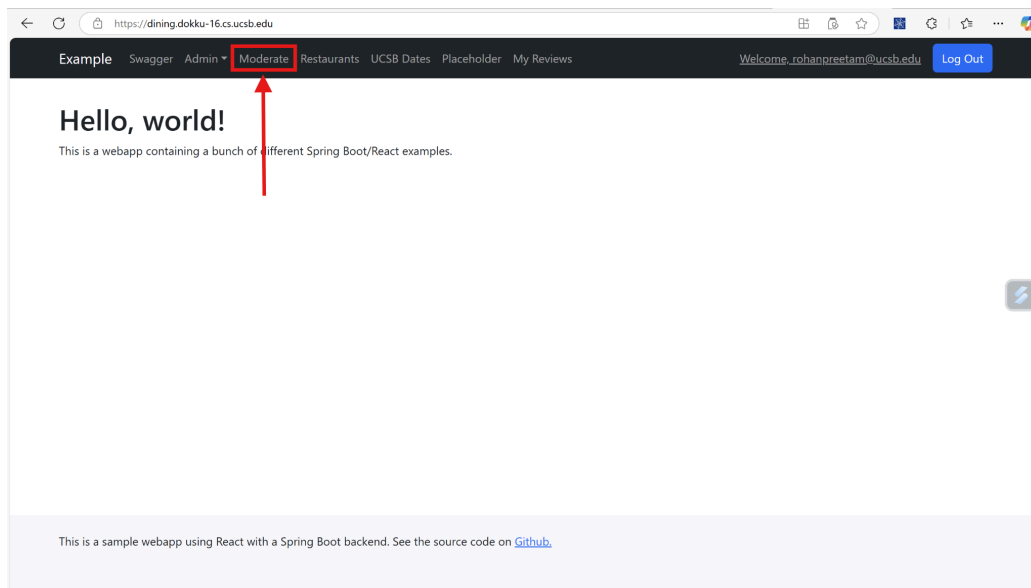 https://dining.dokku-16.cs.ucsb.edu
Example Swagger Admin Moderate Restaurants UCSB Dates Placeholder My Reviews Welcome, rohanpreetam@ucsb.edu Log Out
Hello, world!
This is a webapp containing a bunch of different Spring Boot/React examples.
This is a sample webapp using React with a Spring Boot backend. See the source code on Github.